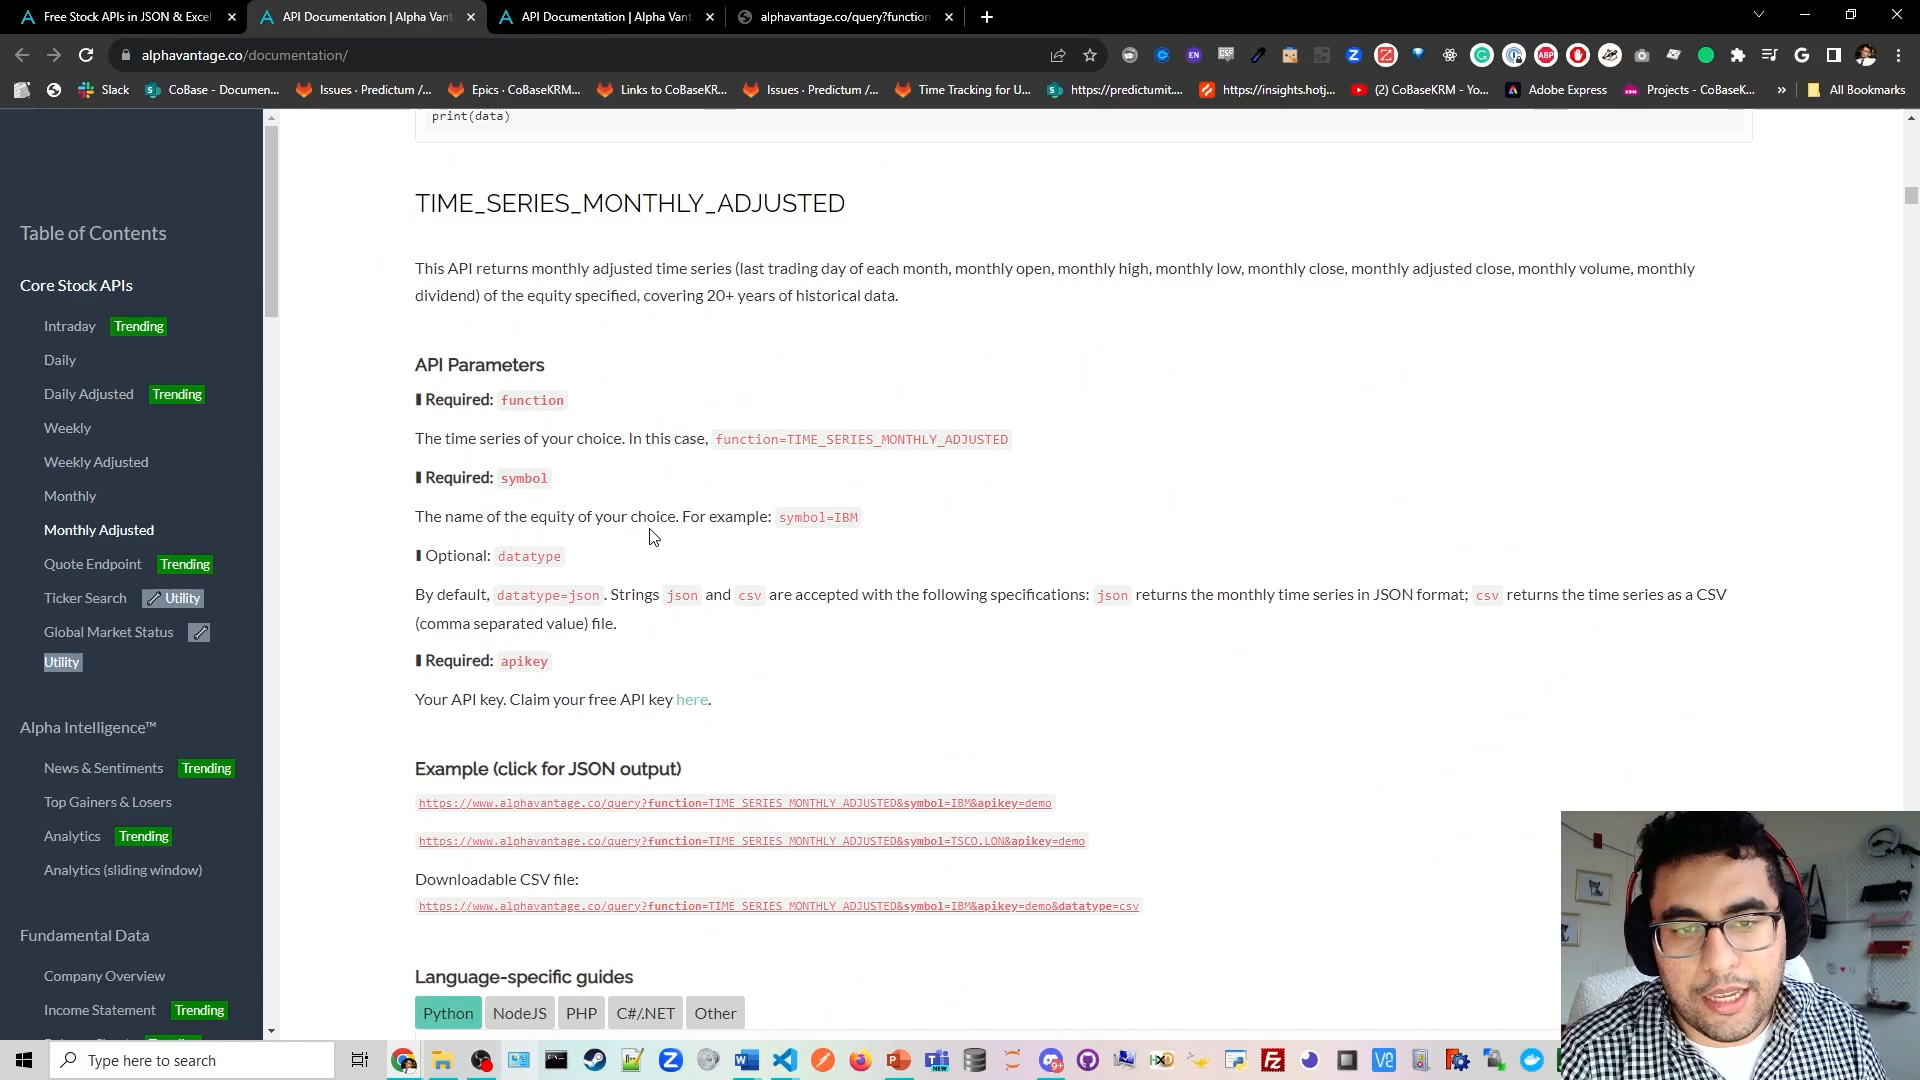 Free Stock APIs in JSON & Excel
API Documentation | Alpha Vant
API Documentation | Alpha Vant
alphavantage.co/query?function
alphavantage.co/documentation/
Slack
CoBase - Documen...
Issues · Predictum /...
Epics · CoBaseKRM...
Links to CoBaseKR...
Issues · Predictum /...
Time Tracking for U...
https://predictumit....
https://insights.hotj...
(2) CoBaseKRM - Yo...
Adobe Express
Projects - CoBaseK...
»
All Bookmarks
Table of Contents
Core Stock APIs
Intraday Trending
Daily
Daily Adjusted Trending
Weekly
Weekly Adjusted
Monthly
Monthly Adjusted
Quote Endpoint Trending
Ticker Search Utility
Global Market Status
Utility
Alpha Intelligence™
News & Sentiments Trending
Top Gainers & Losers
Analytics Trending
Analytics (sliding window)
Fundamental Data
Company Overview
Income Statement Trending
print(data)
TIME_SERIES_MONTHLY_ADJUSTED
This API returns monthly adjusted time series (last trading day of each month, monthly open, monthly high, monthly low, monthly close, monthly adjusted close, monthly volume, monthly
dividend) of the equity specified, covering 20+ years of historical data.
API Parameters
Required: function
The time series of your choice. In this case, function=TIME_SERIES_MONTHLY_ADJUSTED
Required: symbol
The name of the equity of your choice. For example: symbol=IBM
Optional: datatype
By default, datatype=json. Strings json and csv are accepted with the following specifications: json returns the monthly time series in JSON format; csv returns the time series as a CSV
(comma separated value) file.
Required: apikey
Your API key. Claim your free API key here.
Example (click for JSON output)
https://www.alphavantage.co/query?function=TIME_SERIES_MONTHLY_ADJUSTED&symbol=IBM&apikey=demo
https://www.alphavantage.co/query?function=TIME_SERIES_MONTHLY_ADJUSTED&symbol=TSCO.LON&apikey=demo
Downloadable CSV file:
https://www.alphavantage.co/query?function=TIME_SERIES_MONTHLY_ADJUSTED&symbol=IBM&apikey=demo&datatype=csv
Language-specific guides
Python NodeJS PHP C#/.NET Other
Type here to search